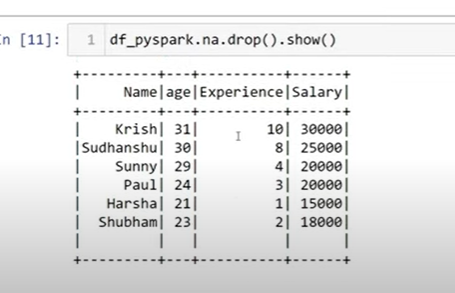 In [11]: 1 df_pyspark.na.drop().show()
+---------+---+----------+------+
|     Name|age|Experience|Salary|
+---------+---+----------+------+
|    Krish| 31|        10| 30000|
|Sudhanshu| 30|         8| 25000|
|    Sunny| 29|         4| 20000|
|     Paul| 24|         3| 20000|
|   Harsha| 21|         1| 15000|
|  Shubham| 23|         2| 18000|
|         |   |          |      |
+---------+---+----------+------+